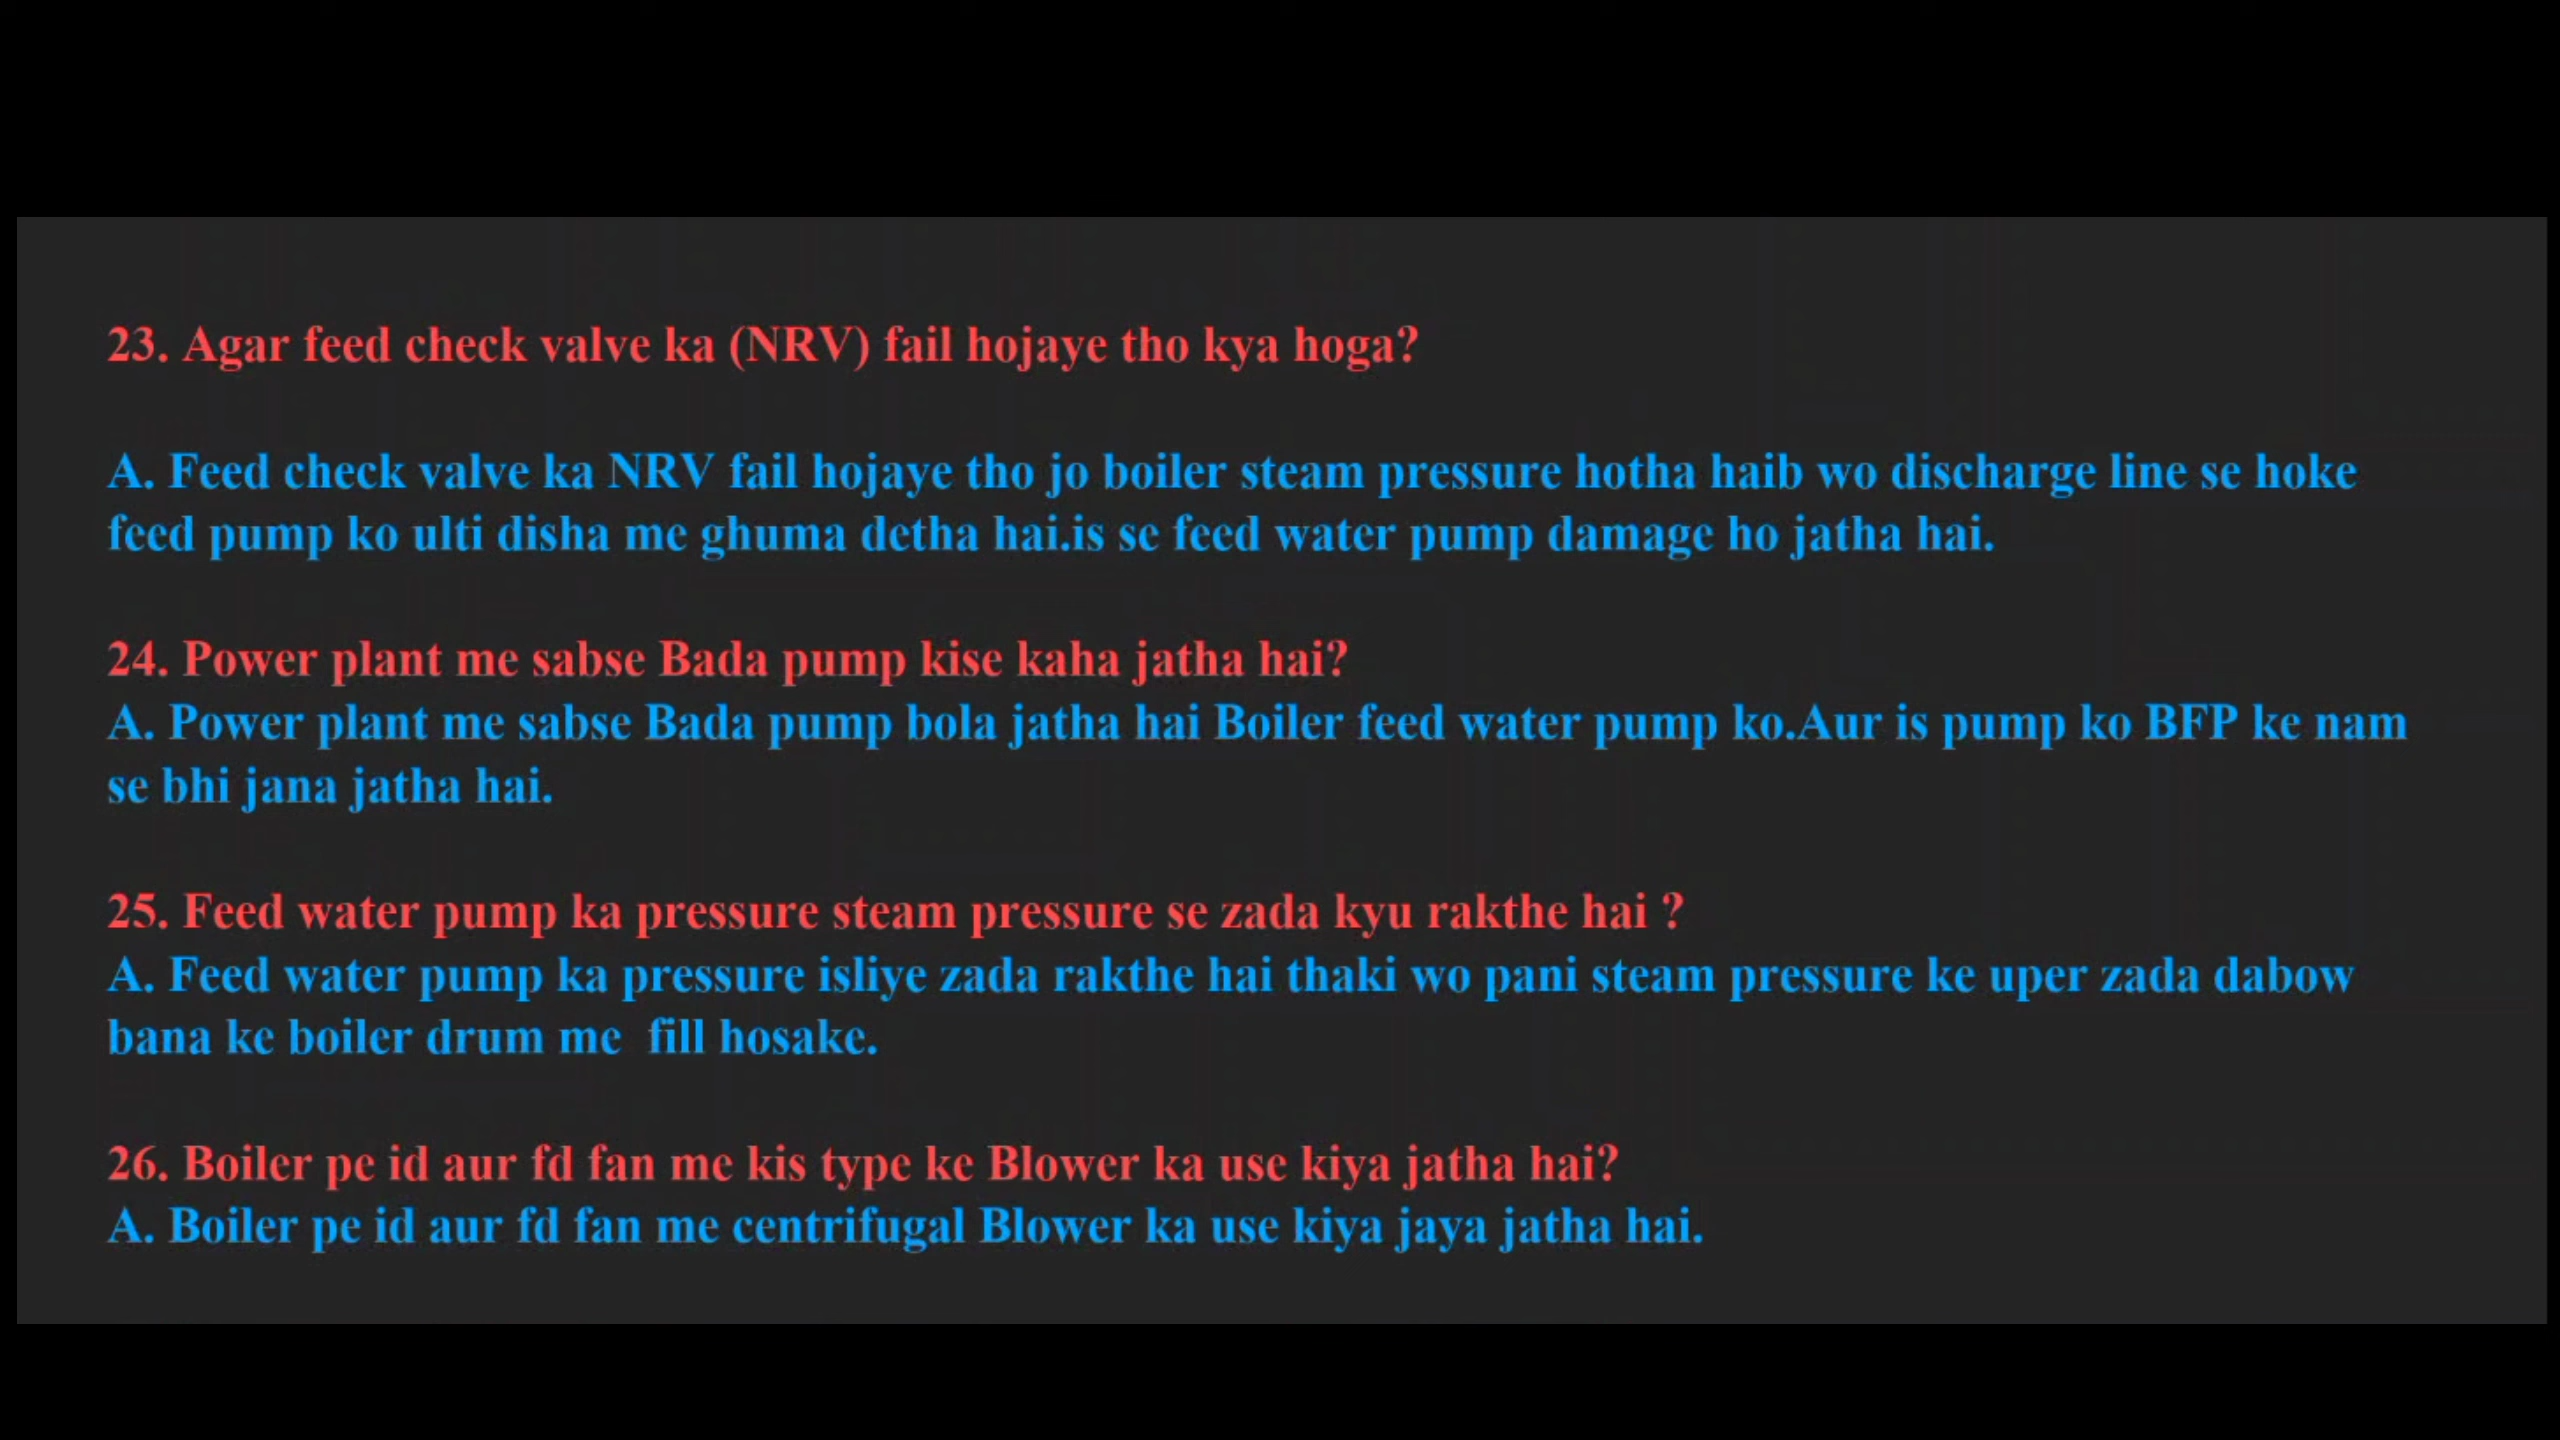 23. Agar feed check valve ka (NRV) fail hojaye tho kya hoga?
A. Feed check valve ka NRV fail hojaye tho jo boiler steam pressure hotha haib wo discharge line se hoke
feed pump ko ulti disha me ghuma detha hai.is se feed water pump damage ho jatha hai.
24. Power plant me sabse Bada pump kise kaha jatha hai?
A. Power plant me sabse Bada pump bola jatha hai Boiler feed water pump ko.Aur is pump ko BFP ke nam
se bhi jana jatha hai.
25. Feed water pump ka pressure steam pressure se zada kyu rakthe hai ?
A. Feed water pump ka pressure isliye zada rakthe hai thaki wo pani steam pressure ke uper zada dabow
bana ke boiler drum me  fill hosake.
26. Boiler pe id aur fd fan me kis type ke Blower ka use kiya jatha hai?
A. Boiler pe id aur fd fan me centrifugal Blower ka use kiya jaya jatha hai.